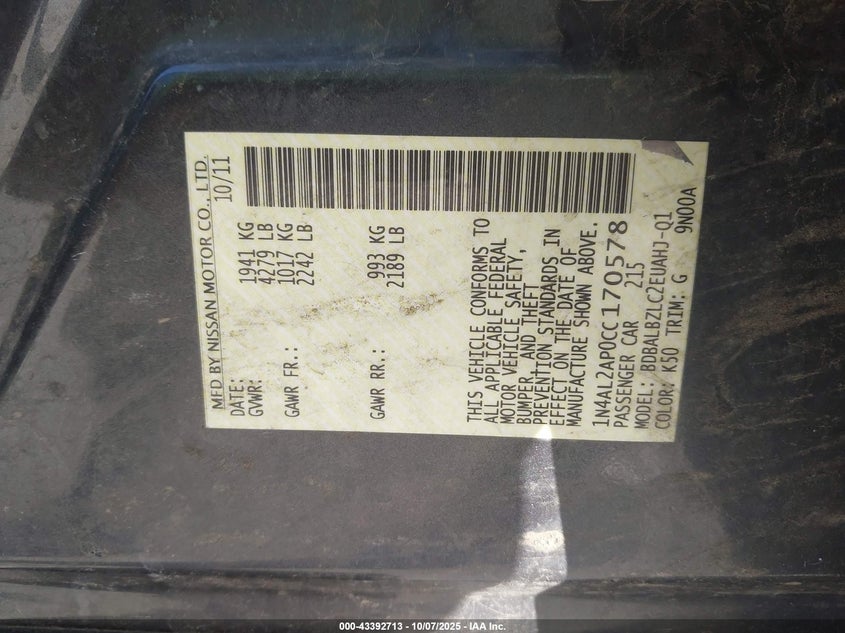 MFD BY NISSAN MOTOR CO., LTD.
DATE: 10/11
GVWR: 1941 KG
4279 LB
GAWR FR.: 1017 KG
2242 LB
GAWR RR.: 993 KG
2189 LB
THIS VEHICLE CONFORMS TO
ALL APPLICABLE FEDERAL
MOTOR VEHICLE SAFETY,
BUMPER, AND THEFT
PREVENTION STANDARDS IN
EFFECT ON THE DATE OF
MANUFACTURE SHOWN ABOVE.
1N4AL2AP0CC170578
PASSENGER CAR 215
MODEL: BDBALBZLC2EUAHJ-Q1
COLOR: K50 TRIM: G 9N00A
000-43392713 - 10/07/2025 - IAA Inc.